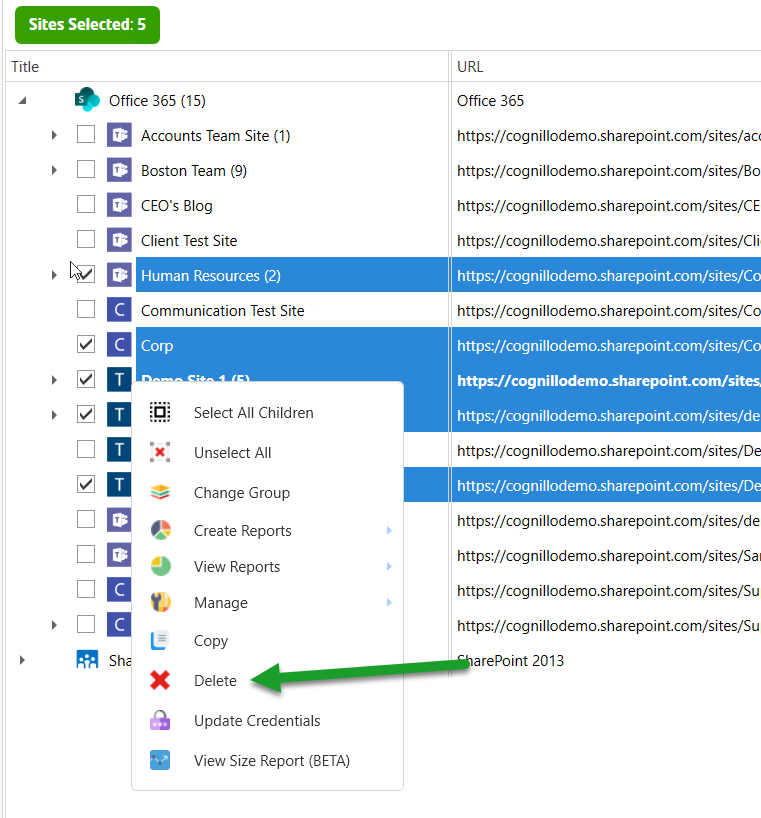 Sites Selected: 5
Title URL
Office 365 (15) Office 365
Accounts Team Site (1) https://cognillodemo.sharepoint.com/sites/acc
Boston Team (9) https://cognillodemo.sharepoint.com/sites/Bo
CEO's Blog https://cognillodemo.sharepoint.com/sites/CE
Client Test Site https://cognillodemo.sharepoint.com/sites/Cli
Human Resources (2) https://cognillodemo.sharepoint.com/sites/Co
C Communication Test Site https://cognillodemo.sharepoint.com/sites/Co
C Corp https://cognillodemo.sharepoint.com/sites/Co
T Demo Site 1 (5) https://cognillodemo.sharepoint.com/sites/
T https://cognillodemo.sharepoint.com/sites/de
T https://cognillodemo.sharepoint.com/sites/De
T https://cognillodemo.sharepoint.com/sites/De
https://cognillodemo.sharepoint.com/sites/de
https://cognillodemo.sharepoint.com/sites/Sa
C https://cognillodemo.sharepoint.com/sites/Su
C https://cognillodemo.sharepoint.com/sites/Su
Sha SharePoint 2013
Select All Children
Unselect All
Change Group
Create Reports
View Reports
Manage
Copy
Delete
Update Credentials
View Size Report (BETA)